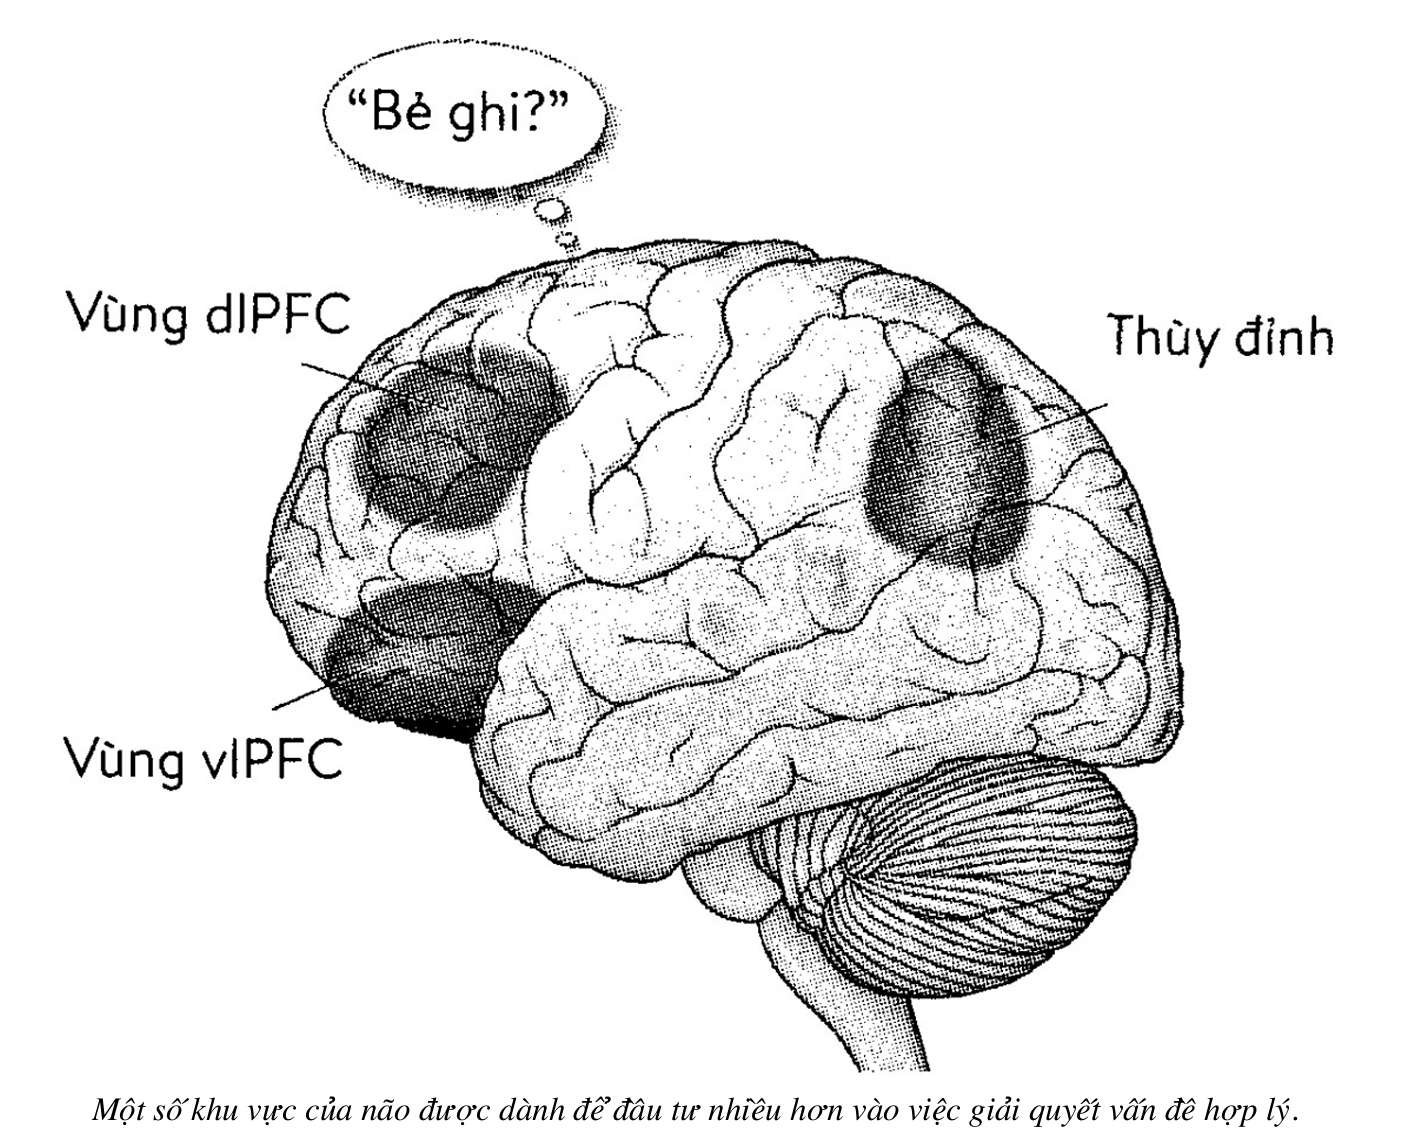 “Bẻ ghi?”
Vùng dlPFC
Thùy đỉnh
Vùng vlPFC
Một số khu vực của não được dành để đầu tư nhiều hơn vào việc giải quyết vấn đề hợp lý.